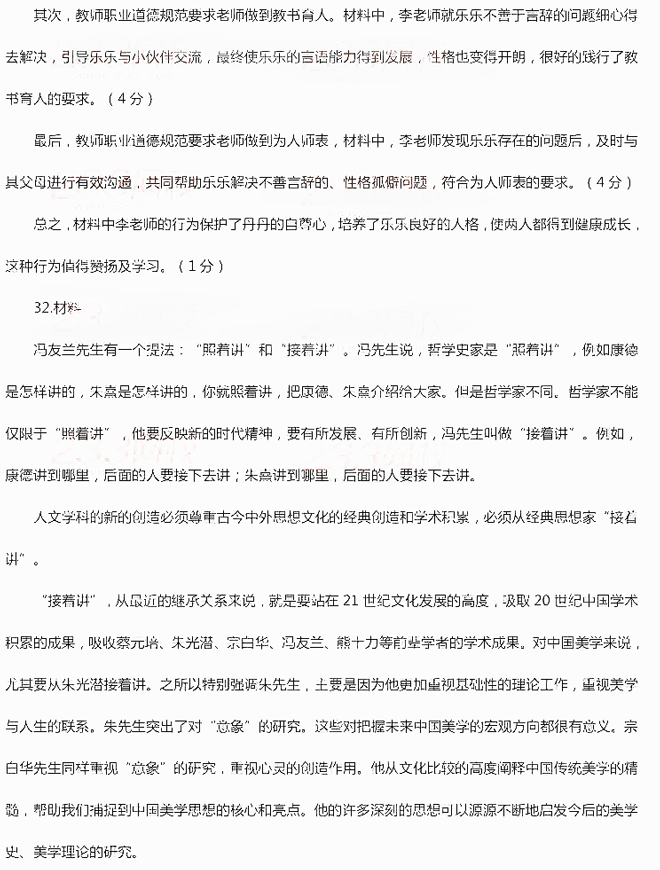 其次，教师职业道德规范要求老师做到教书育人。材料中，李老师就乐乐不善于言辞的问题细心得
去解决，引导乐乐与小伙伴交流，最终使乐乐的言语能力得到发展，性格也变得开朗，很好的践行了教
书育人的要求。（4 分）
最后，教师职业道德规范要求老师做到为人师表，材料中，李老师发现乐乐存在的问题后，及时与
其父母进行有效沟通，共同帮助乐乐解决不善言辞的、性格孤僻问题，符合为人师表的要求。（4 分）
总之，材料中李老师的行为保护了丹丹的自尊心，培养了乐乐良好的人格，使两人都得到健康成长，
这种行为值得赞扬及学习。（1 分）
32.材料
冯友兰先生有一个提法：“照着讲”和“接着讲”。冯先生说，哲学史家是“照着讲”，例如康德
是怎样讲的，朱熹是怎样讲的，你就照着讲，把康德、朱熹介绍给大家。但是哲学家不同。哲学家不能
仅限于“照着讲”，他要反映新的时代精神，要有所发展、有所创新，冯先生叫做“接着讲”。例如，
康德讲到哪里，后面的人要接下去讲；朱熹讲到哪里，后面的人要接下去讲。
人文学科的新的创造必须尊重古今中外思想文化的经典创造和学术积累，必须从经典思想家“接着
讲”。
“接着讲”，从最近的继承关系来说，就是要站在 21 世纪文化发展的高度，吸取 20 世纪中国学术
积累的成果，吸收蔡元培、朱光潜、宗白华、冯友兰、熊十力等前辈学者的学术成果。对中国美学来说，
尤其要从朱光潜接着讲。之所以特别强调朱先生，主要是因为他更加重视基础性的理论工作，重视美学
与人生的联系。朱先生突出了对“意象”的研究。这些对把握未来中国美学的宏观方向都很有意义。宗
白华先生同样重视“意象”的研究，重视心灵的创造作用。他从文化比较的高度阐释中国传统美学的精
髓，帮助我们捕捉到中国美学思想的核心和亮点。他的许多深刻的思想可以源源不断地启发今后的美学
史、美学理论的研究。